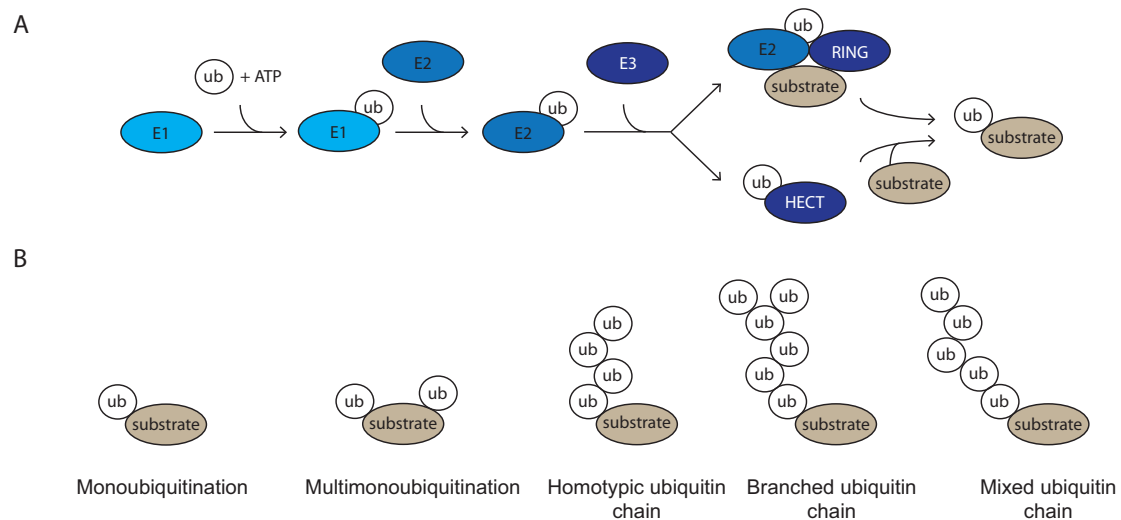 A
ub
+ ATP
E1
E1
ub
E2
E2
ub
E3
ub
E2
RING
substrate
ub
HECT
substrate
ub
substrate
B
ub
substrate
Monoubiquitination
ub
ub
substrate
Multimonoubiquitination
ub
ub
ub
ub
substrate
Homotypic ubiquitin
chain
ub
ub
ub
ub
ub
ub
substrate
Branched ubiquitin
chain
ub
ub
ub
ub
ub
substrate
Mixed ubiquitin
chain